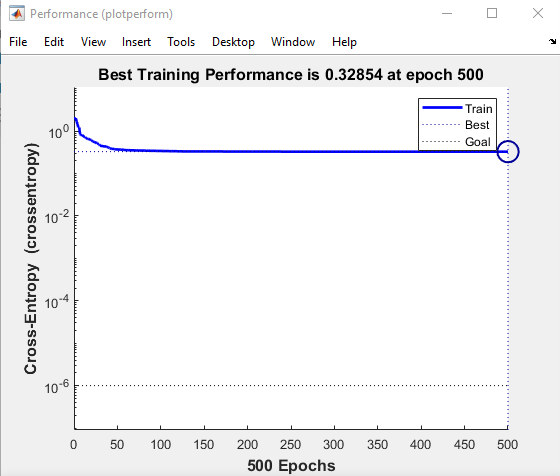 Performance (plotperform)
File Edit View Insert Tools Desktop Window Help
Best Training Performance is 0.32854 at epoch 500
Train
Best
Goal
10^0
10^-2
10^-4
10^-6
Cross-Entropy (crossentropy)
0 50 100 150 200 250 300 350 400 450 500
500 Epochs